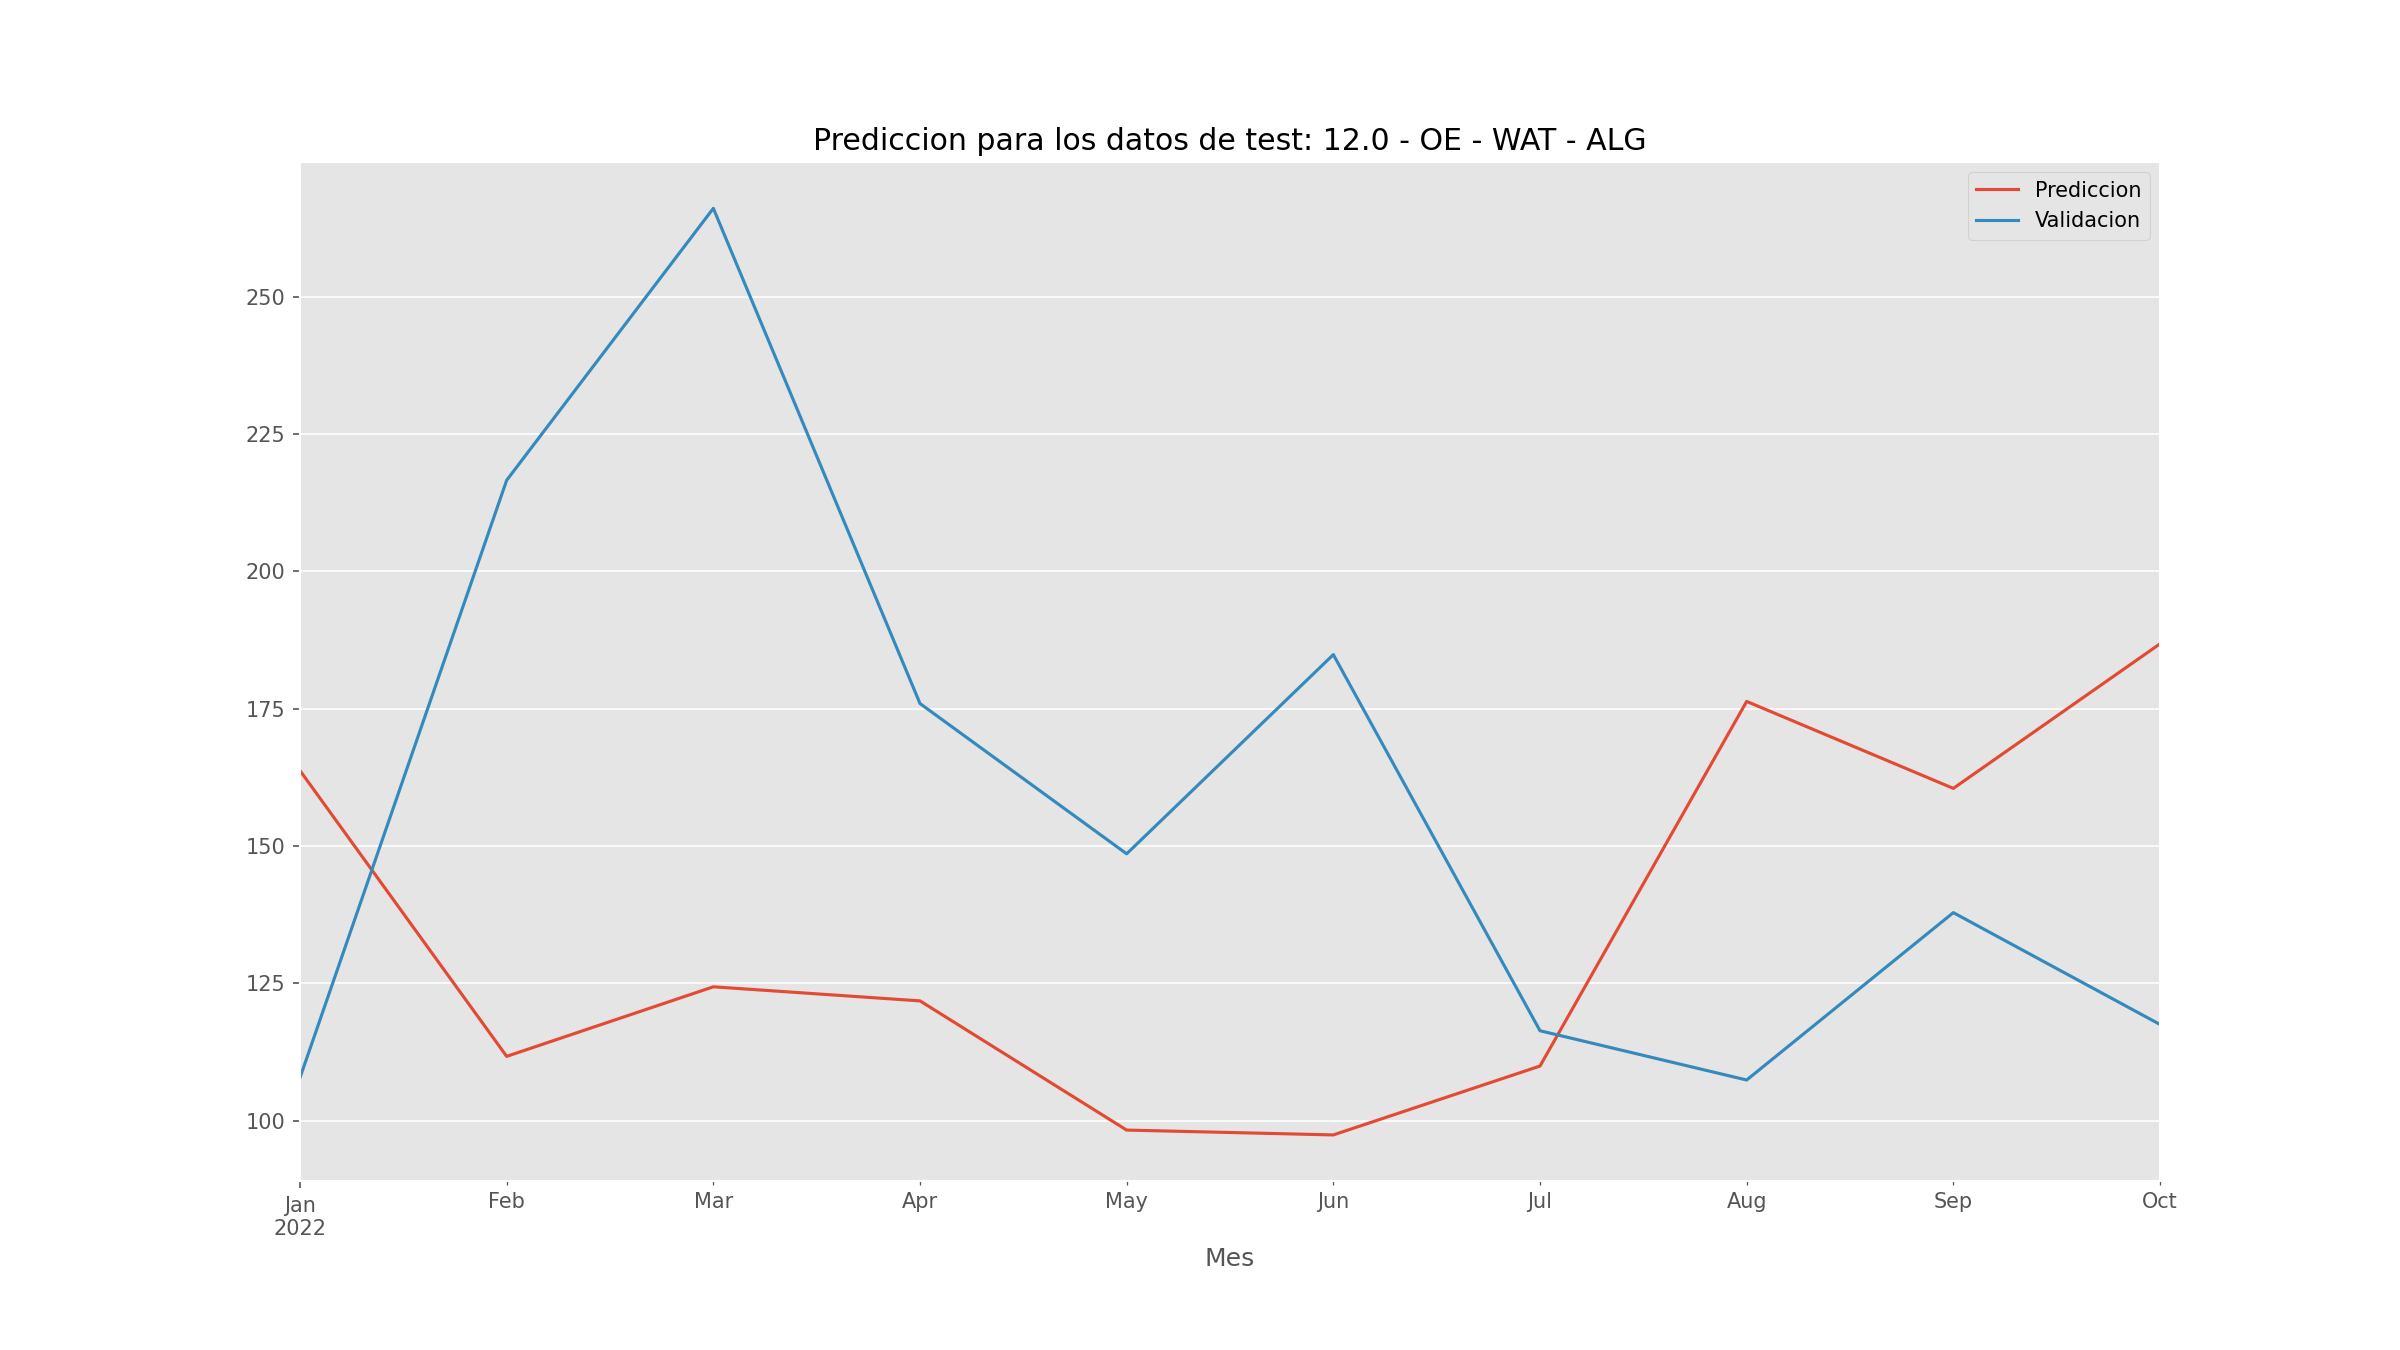 Prediccion para los datos de test: 12.0 - OE - WAT - ALG
Prediccion
Validacion
250
225
200
175
150
125
100
Jan Feb Mar Apr May Jun Jul Aug Sep Oct
2022
Mes